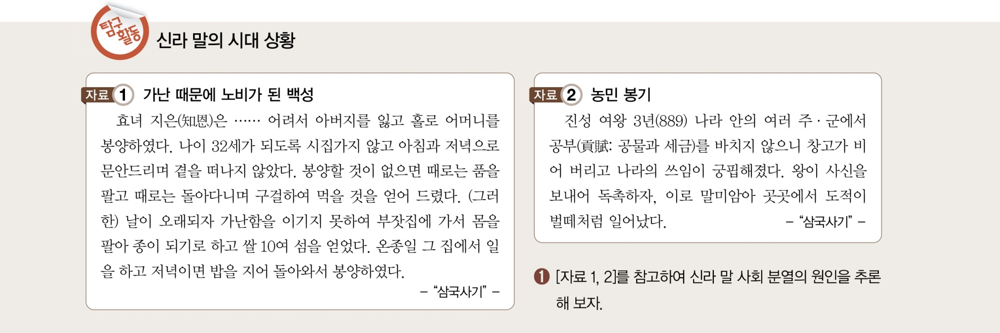 탐구
활동
신라 말의 시대 상황
자료 1 가난 때문에 노비가 된 백성
효녀 지은(知恩)은 …… 어려서 아버지를 잃고 홀로 어머니를
봉양하였다. 나이 32세가 되도록 시집가지 않고 아침과 저녁으로
문안드리며 곁을 떠나지 않았다. 봉양할 것이 없으면 때로는 품을
팔고 때로는 돌아다니며 구걸하여 먹을 것을 얻어 드렸다. (그러
한) 날이 오래되자 가난함을 이기지 못하여 부잣집에 가서 몸을
팔아 종이 되기로 하고 쌀 10여 섬을 얻었다. 온종일 그 집에서 일
을 하고 저녁이면 밥을 지어 돌아와서 봉양하였다.
– “삼국사기” –
자료 2 농민 봉기
진성 여왕 3년(889) 나라 안의 여러 주·군에서
공부(貢賦: 공물과 세금)를 바치지 않으니 창고가 비
어 버리고 나라의 쓰임이 궁핍해졌다. 왕이 사신을
보내어 독촉하자, 이로 말미암아 곳곳에서 도적이
벌떼처럼 일어났다. – “삼국사기” –
1 [자료 1, 2]를 참고하여 신라 말 사회 분열의 원인을 추론
해 보자.